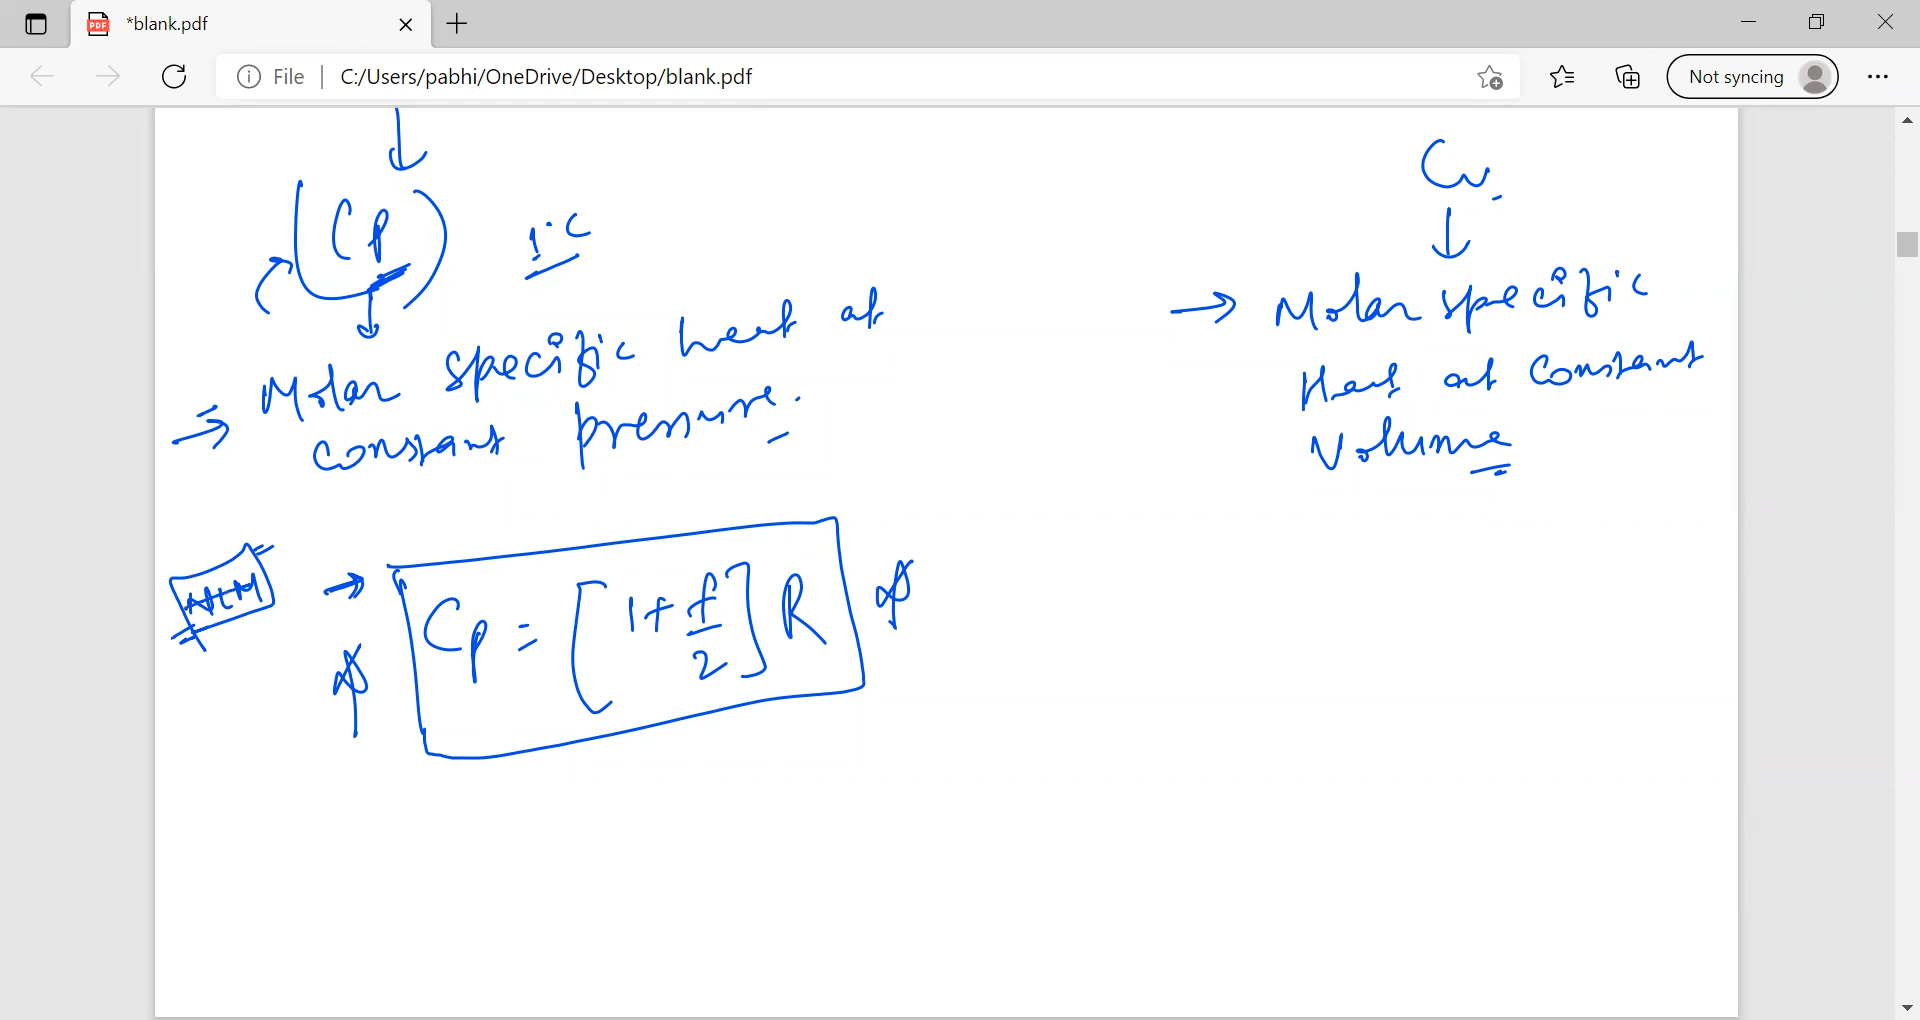 *blank.pdf
File | C:/Users/pabhi/OneDrive/Desktop/blank.pdf
Not syncing
Cp
i.c
Molar specific heat at
constant pressure.
Cv
Molar specific
Heat at Constant
Volume
NLM
Cp = [1 + f/2] R